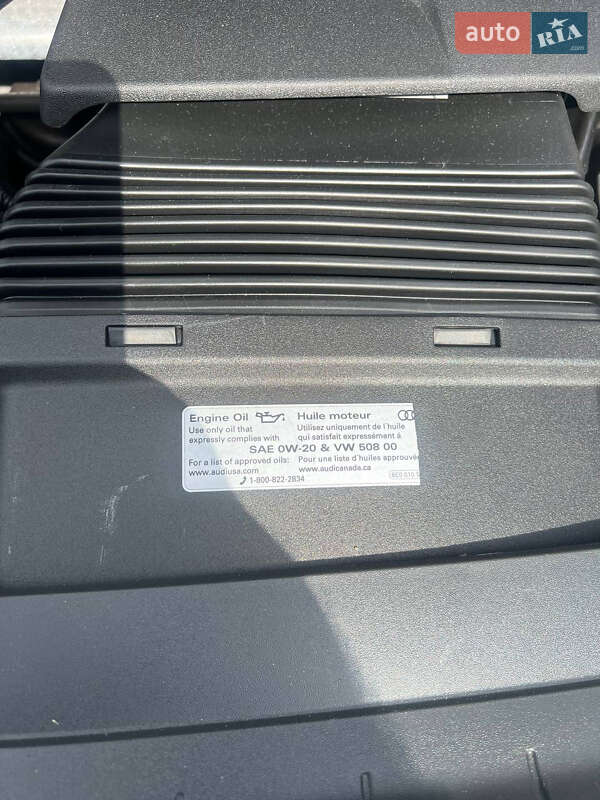 auto RIA .com
Engine Oil
Huile moteur
Use only oil that
expressly complies with
Utilisez uniquement de l'huile
qui satisfait expressément à
SAE 0W-20 & VW 508 00
For a list of approved oils:
www.audiusa.com
Pour une liste d'huiles approuvée
www.audicanada.ca
1-800-822-2834